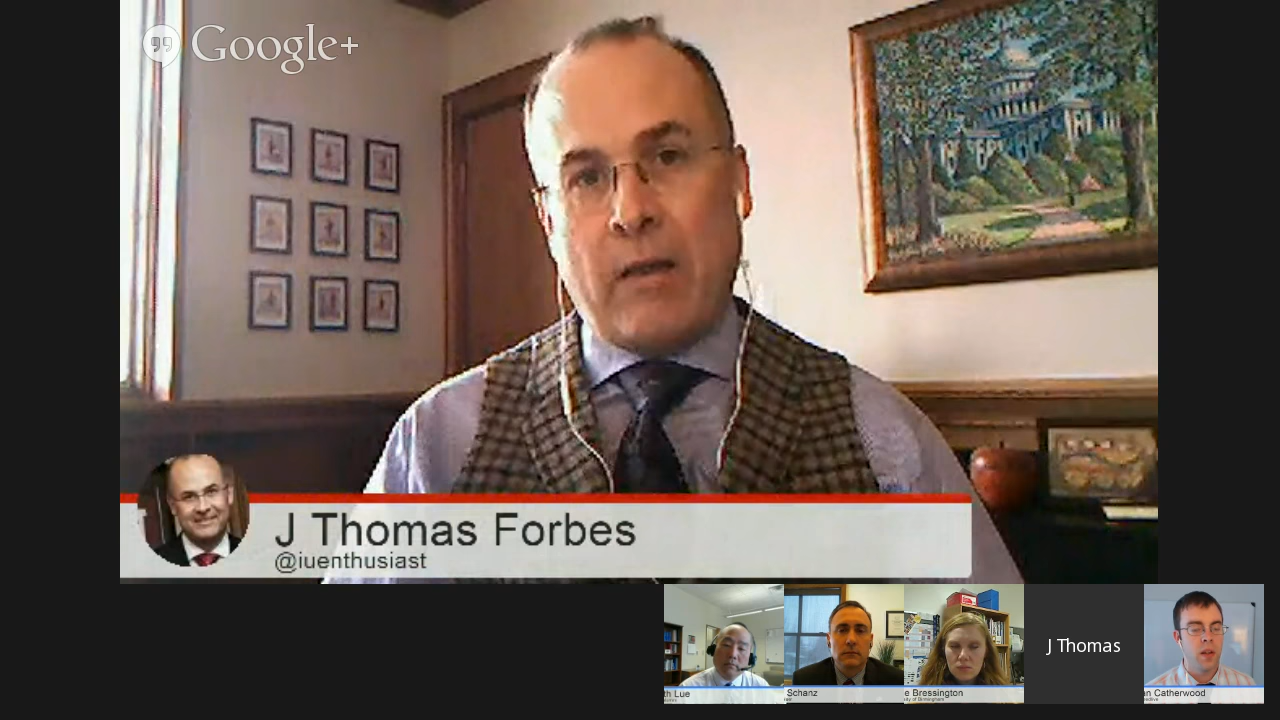 Google+
J Thomas Forbes
@iuenthusiast
th Lue
Schanz
e Bressington
J Thomas
an Catherwood